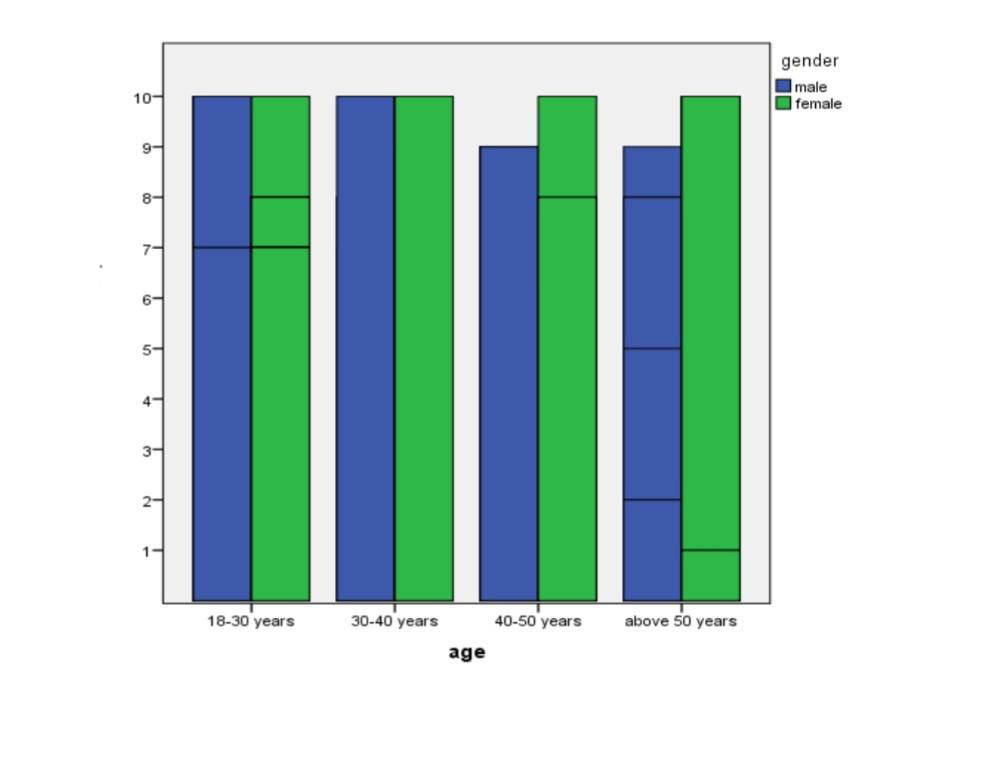 gender
male
female
10
9
8
7
6
5
4
3
2
1
18-30 years
30-40 years
40-50 years
above 50 years
age